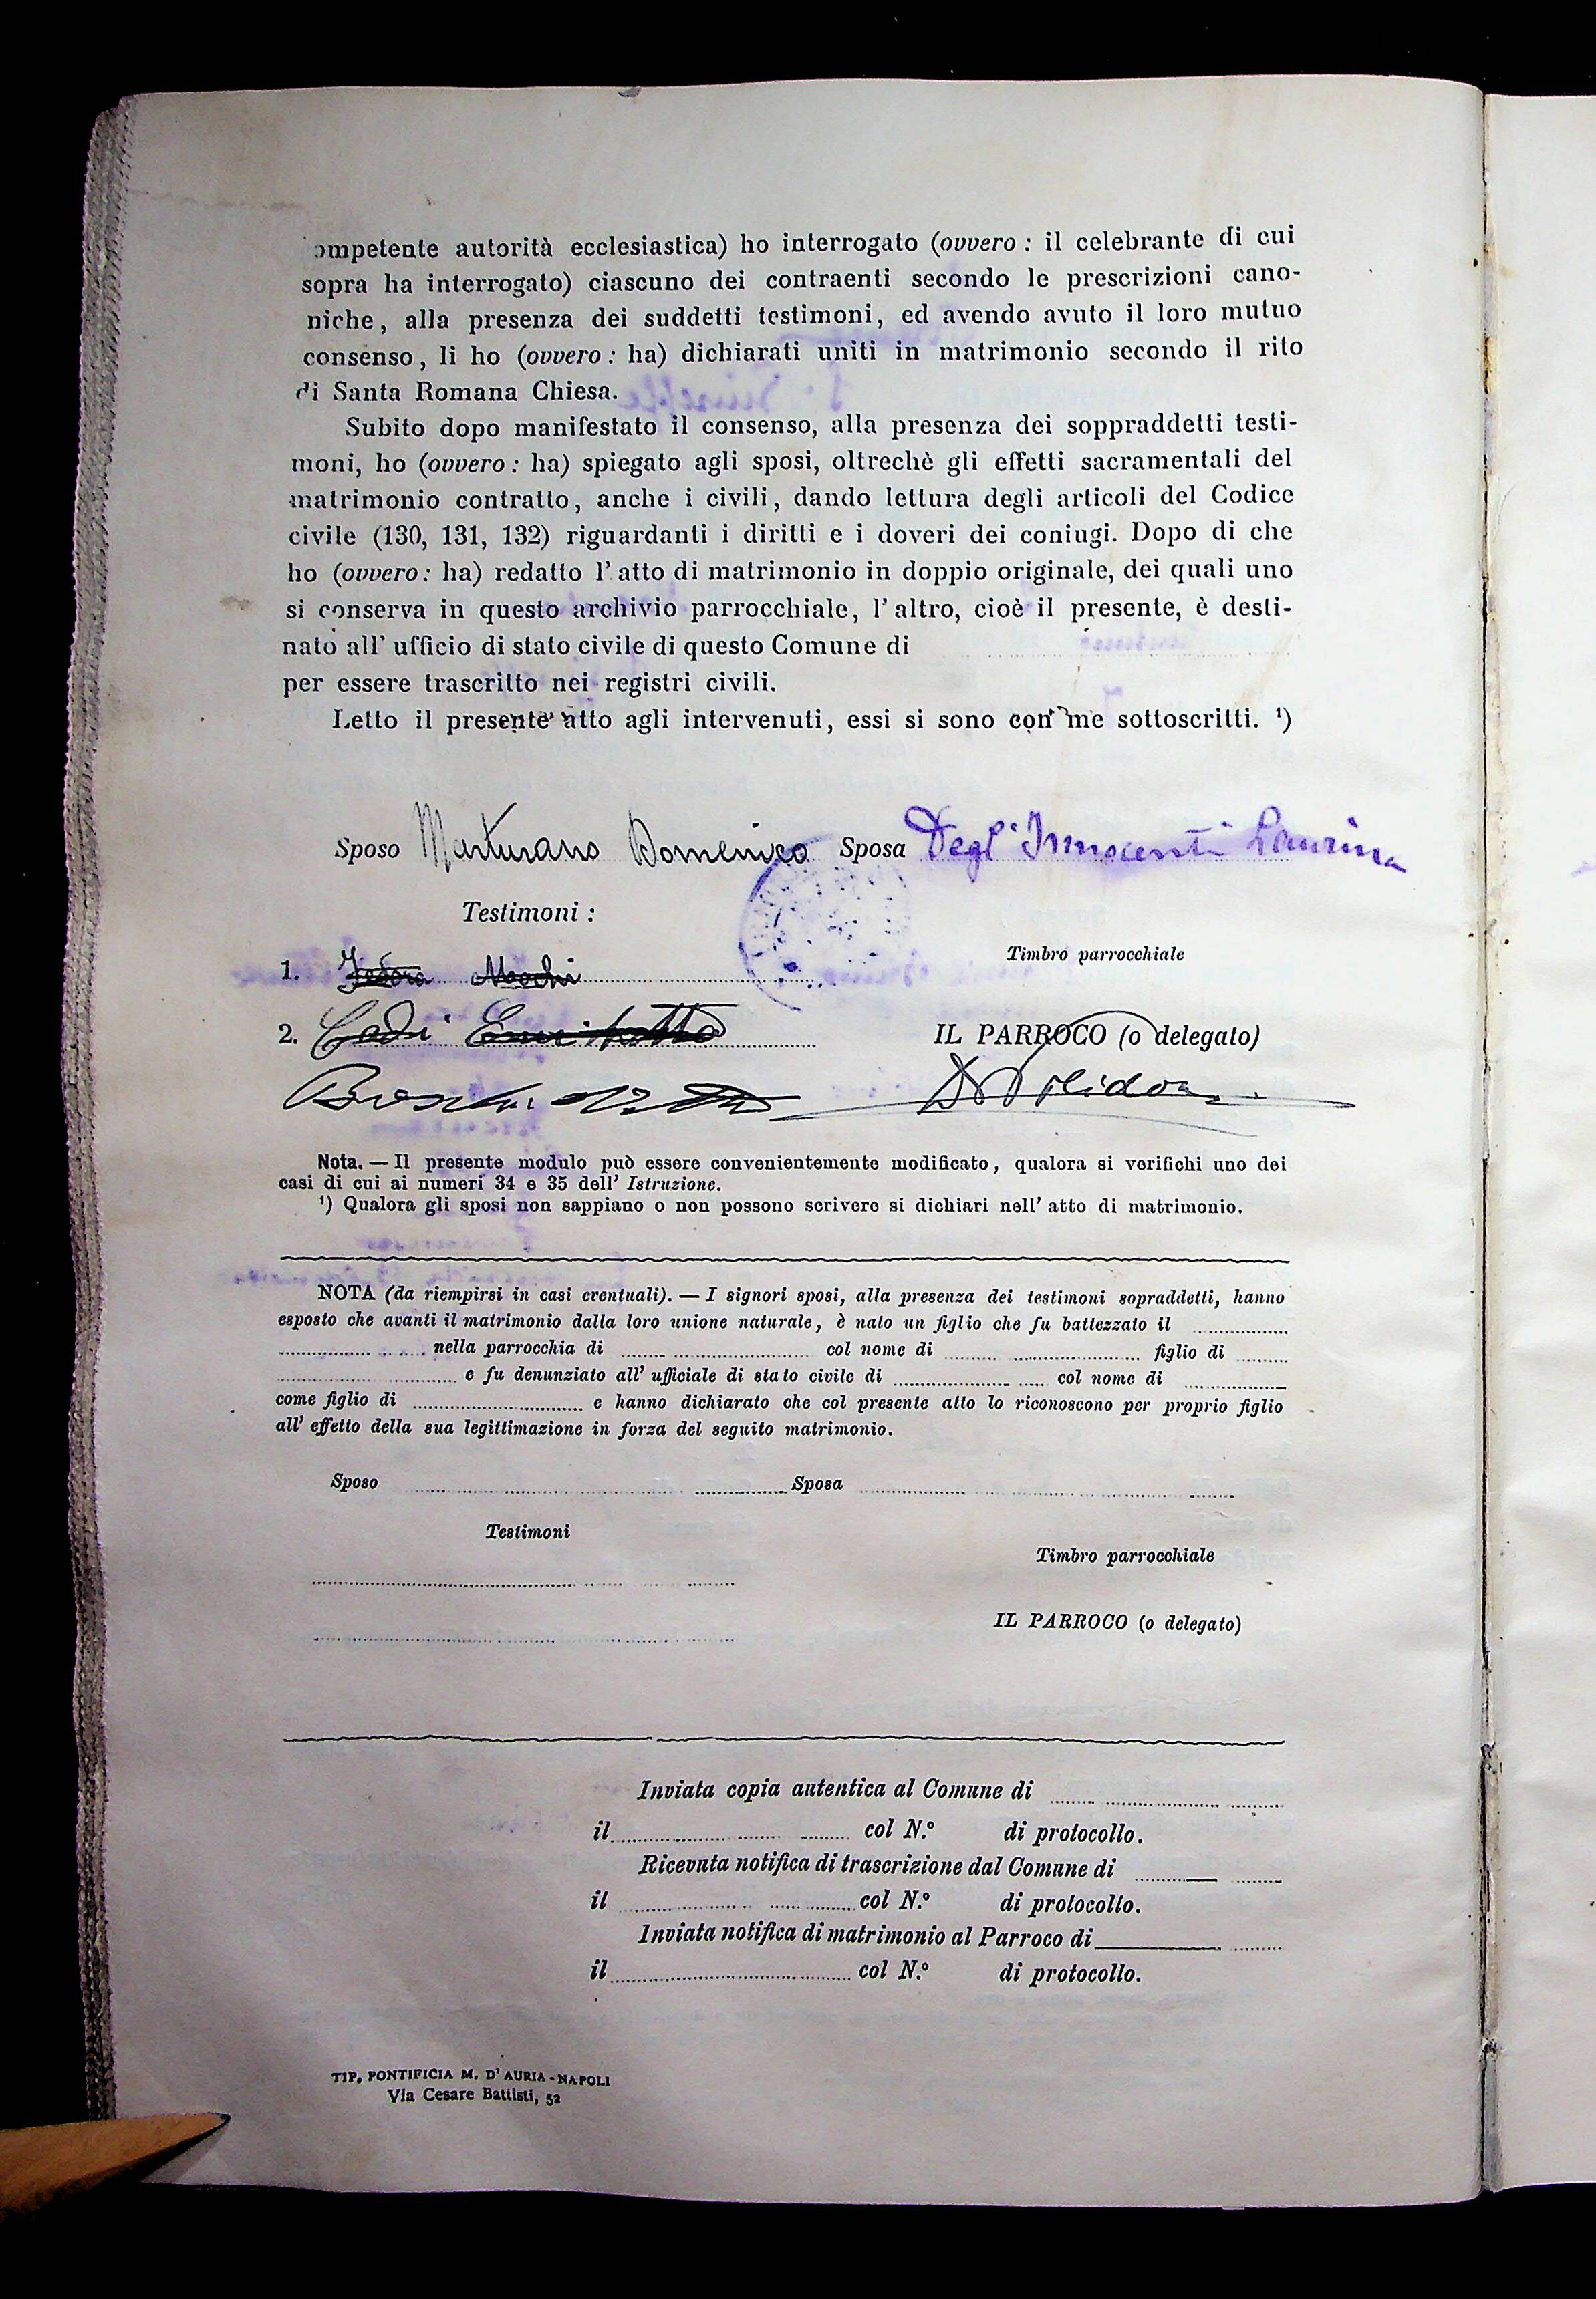 ompetente autorità ecclesiastica) ho interrogato (ovvero : il celebrante di cui
sopra ha interrogato) ciascuno dei contraenti secondo le prescrizioni cano-
niche, alla presenza dei suddetti testimoni, ed avendo avuto il loro mutuo
consenso, li ho (ovvero : ha) dichiarati uniti in matrimonio secondo il rito
di Santa Romana Chiesa.
Subito dopo manifestato il consenso, alla presenza dei soppraddetti testi-
moni, ho (ovvero : ha) spiegato agli sposi, oltrechè gli effetti sacramentali del
matrimonio contratto, anche i civili, dando lettura degli articoli del Codice
civile (130, 131, 132) riguardanti i diritti e i doveri dei coniugi. Dopo di che
ho (ovvero : ha) redatto l'atto di matrimonio in doppio originale, dei quali uno
si conserva in questo archivio parrocchiale, l'altro, cioè il presente, è desti-
nato all'ufficio di stato civile di questo Comune di
per essere trascritto nei registri civili.
Letto il presente atto agli intervenuti, essi si sono con me sottoscritti. ¹)
Sposo Marturano Domenico Sposa Degl'Innocenti Laurina
Testimoni :
Timbro parrocchiale
1.
2.
IL PARROCO (o delegato)
Nota. — Il presente modulo può essere convenientemente modificato, qualora si verifichi uno dei
casi di cui ai numeri 34 e 35 dell' Istruzione.
¹) Qualora gli sposi non sappiano o non possono scrivere si dichiari nell' atto di matrimonio.
NOTA (da riempirsi in casi eventuali). — I signori sposi, alla presenza dei testimoni sopraddetti, hanno
esposto che avanti il matrimonio dalla loro unione naturale, è nato un figlio che fu battezzato il
nella parrocchia di col nome di figlio di
e fu denunziato all' ufficiale di stato civile di col nome di
come figlio di e hanno dichiarato che col presente atto lo riconoscono per proprio figlio
all' effetto della sua legittimazione in forza del seguito matrimonio.
Sposo Sposa
Testimoni
Timbro parrocchiale
IL PARROCO (o delegato)
Inviata copia autentica al Comune di
il col N.° di protocollo.
Ricevuta notifica di trascrizione dal Comune di
il col N.° di protocollo.
Inviata notifica di matrimonio al Parroco di
il col N.° di protocollo.
TIP. PONTIFICIA M. D'AURIA - NAPOLI
Via Cesare Battisti, 52